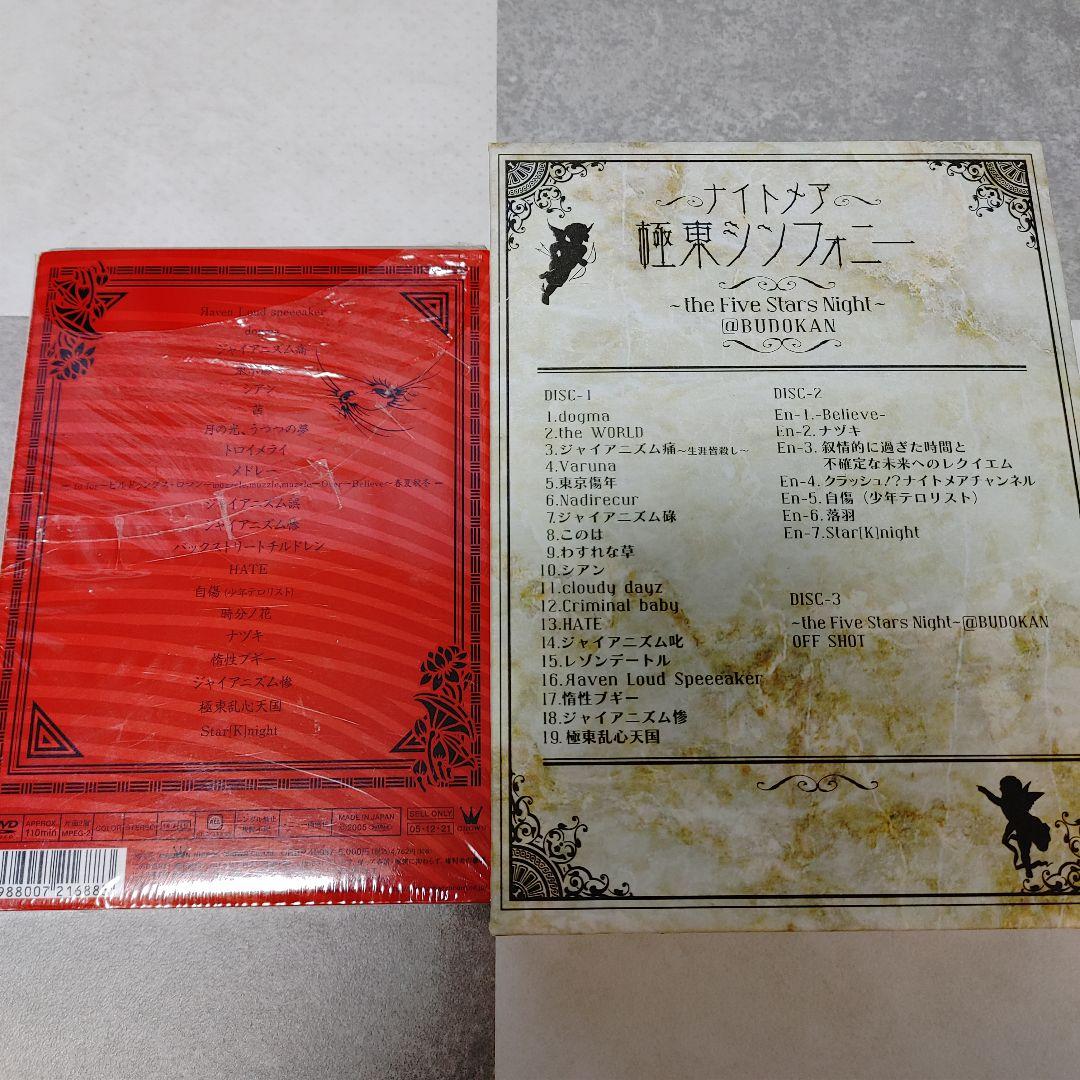 Яaven Loud speeeaker
ジャイアニズム痛
シアン
茜
月の光、うつつの夢
トロイメライ
メドレー
ジャイアニズム誤
ジャイアニズム惨
バックストリートチルドレン
HATE
自傷(少年テロリスト)
時分ノ花
ナヅキ
惰性ブギー
ジャイアニズム惨
極東乱心天国
Star[K]night
APPROX.
110min
片面2層
MPEG-2
COLOR
STEREO
MADE IN JAPAN
©2005
SELL ONLY
05・12・21
CROWN
ナイトメア
極東シンフォニー
~the Five Stars Night~
@BUDOKAN
DISC-1
1.dogma
2.the WORLD
3.ジャイアニズム痛~生涯皆殺し~
4.Varuna
5.東京傷年
6.Nadirecur
7.ジャイアニズム碌
8.このは
9.わすれな草
10.シアン
11.cloudy dayz
12.Criminal baby
13.HATE
14.ジャイアニズム叱
15.レゾンデートル
16.Яaven Loud Speeeaker
17.惰性ブギー
18.ジャイアニズム惨
19.極東乱心天国
DISC-2
En-1.-Believe-
En-2.ナヅキ
En-3.叙情的に過ぎた時間と
不確定な未来へのレクイエム
En-4.クラッシュ!?ナイトメアチャンネル
En-5.自傷(少年テロリスト)
En-6.落羽
En-7.Star[K]night
DISC-3
~the Five Stars Night~@BUDOKAN
OFF SHOT